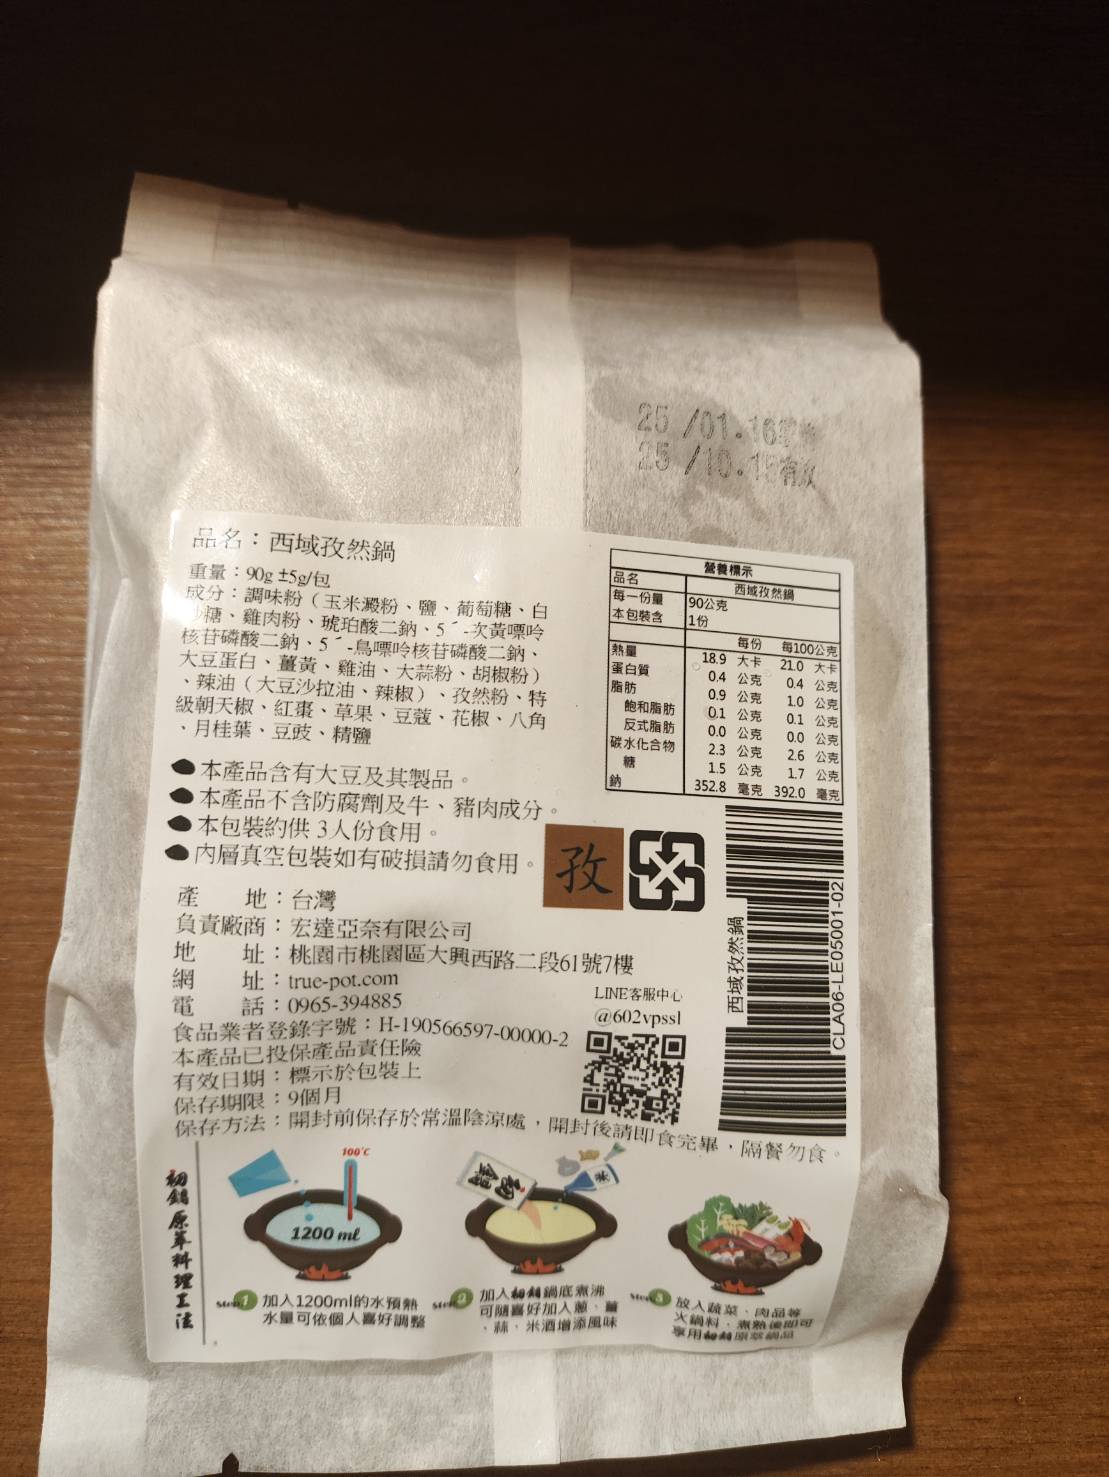 25 /01.16
25 /10.15有效
品名：西域孜然鍋
重量：90g ±5g/包
成分：調味粉（玉米澱粉、鹽、葡萄糖、白
砂糖、雞肉粉、琥珀酸二鈉、5´-次黃嘌呤
核苷磷酸二鈉、5´-鳥嘌呤核苷磷酸二鈉、
大豆蛋白、薑黃、雞油、大蒜粉、胡椒粉）
、辣油（大豆沙拉油、辣椒）、孜然粉、特
級朝天椒、紅棗、草果、豆蔻、花椒、八角
、月桂葉、豆豉、精鹽
本產品含有大豆及其製品。
本產品不含防腐劑及牛、豬肉成分。
本包裝約供 3人份食用。
內層真空包裝如有破損請勿食用。
營養標示
品名 西域孜然鍋
每一份量 90公克
本包裝含 1份
每份 每100公克
熱量 18.9 大卡 21.0 大卡
蛋白質 0.4 公克 0.4 公克
脂肪 0.9 公克 1.0 公克
飽和脂肪 0.1 公克 0.1 公克
反式脂肪 0.0 公克 0.0 公克
碳水化合物 2.3 公克 2.6 公克
糖 1.5 公克 1.7 公克
鈉 352.8 毫克 392.0 毫克
孜
西域孜然鍋
CLA06-LE05001-02
產 地：台灣
負責廠商：宏達亞奈有限公司
地 址：桃園市桃園區大興西路二段61號7樓
網 址：true-pot.com
電 話：0965-394885
食品業者登錄字號：H-190566597-00000-2
本產品已投保產品責任險
有效日期：標示於包裝上
保存期限：9個月
保存方法：開封前保存於常溫陰涼處，開封後請即食完畢，隔餐勿食。
LINE客服中心
@602vpssl
初鍋原萃料理工法
100°C
1200 ml
初鍋
米
Step 1 加入1200ml的水預熱
水量可依個人喜好調整
Step 2 加入初鍋鍋底煮沸
可隨喜好加入蔥、薑
、蒜、米酒增添風味
Step 3 放入蔬菜、肉品等
火鍋料，煮熟後即可
享用初鍋原萃鍋品